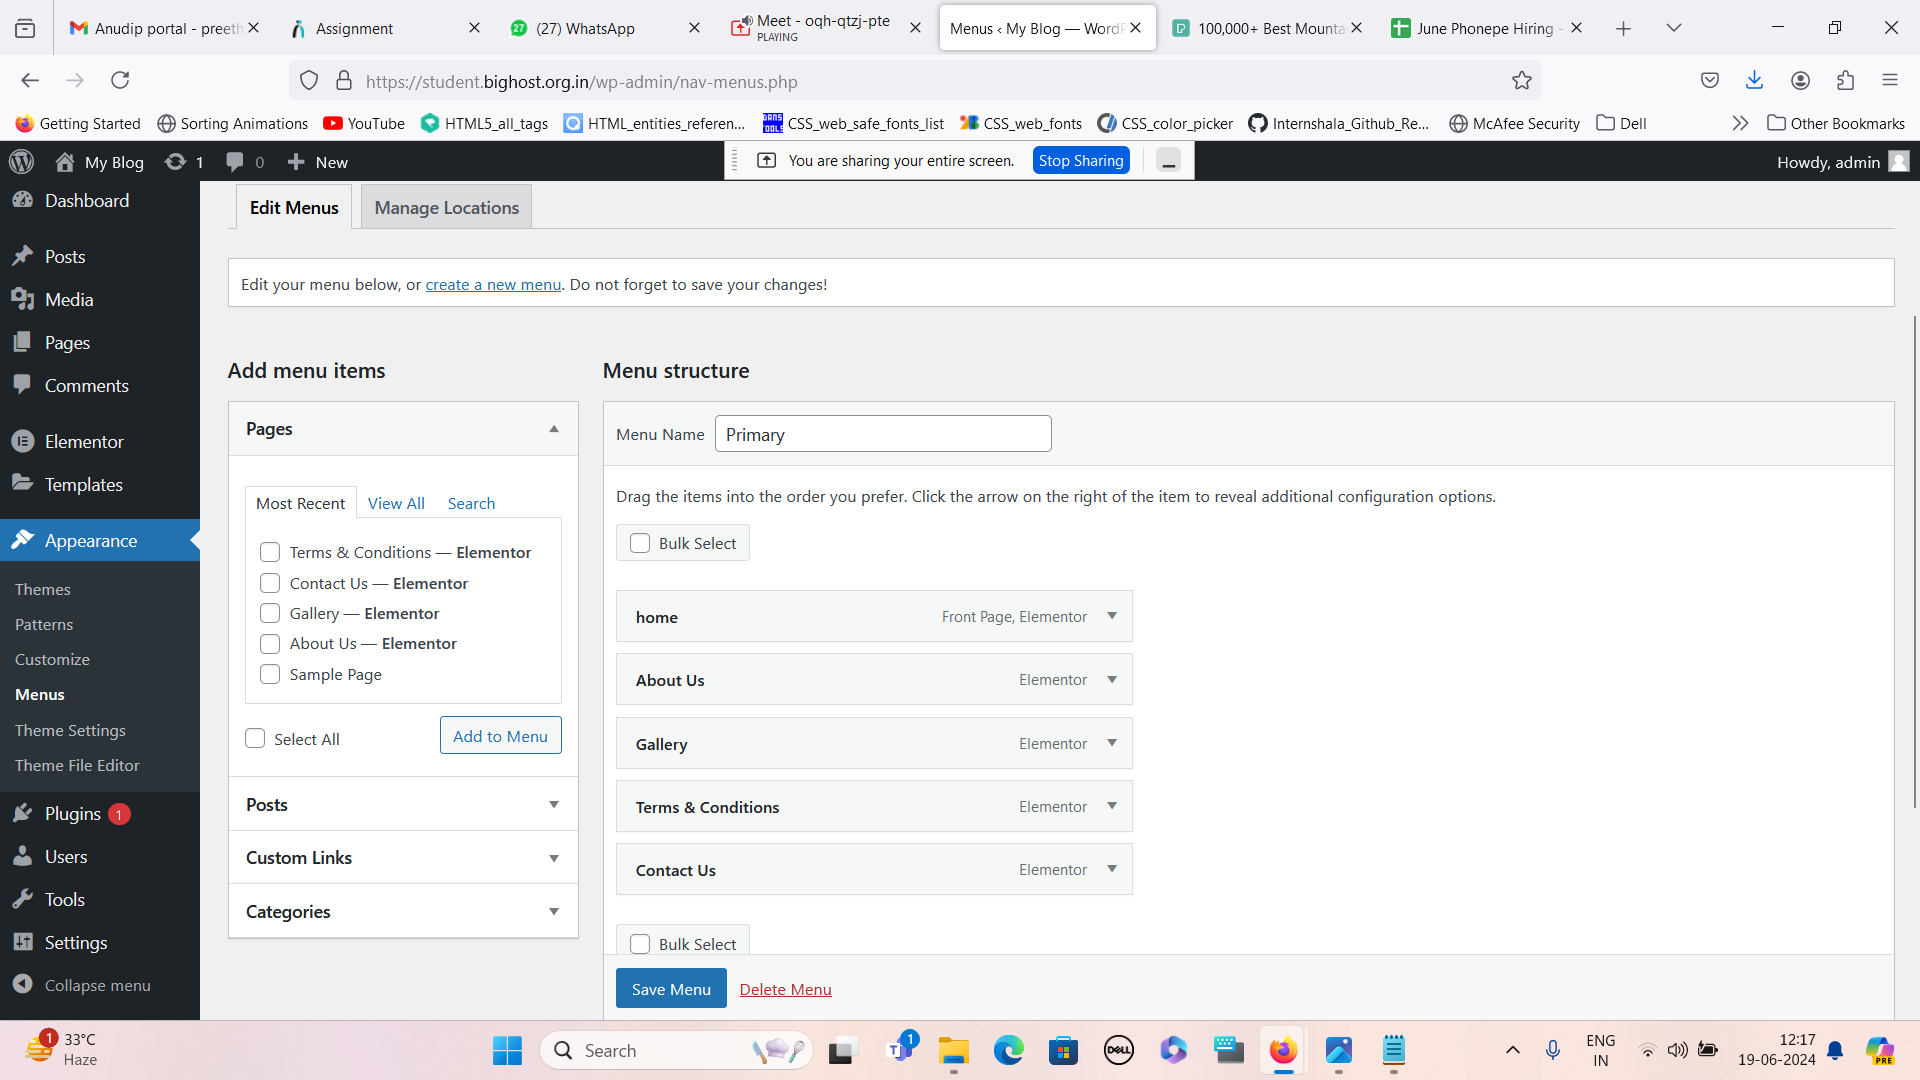 Anudip portal - preeth
Assignment
(27) WhatsApp
Meet - oqh-qtzj-pte
PLAYING
Menus ‹ My Blog — WordP
100,000+ Best Mounta
June Phonepe Hiring -
https://student.bighost.org.in/wp-admin/nav-menus.php
Getting Started
Sorting Animations
YouTube
HTML5_all_tags
HTML_entities_referen...
CSS_web_safe_fonts_list
CSS_web_fonts
CSS_color_picker
Internshala_Github_Re...
McAfee Security
Dell
Other Bookmarks
My Blog
1
0
New
You are sharing your entire screen.
Stop Sharing
Howdy, admin
Dashboard
Posts
Media
Pages
Comments
Elementor
Templates
Appearance
Themes
Patterns
Customize
Menus
Theme Settings
Theme File Editor
Plugins 1
Users
Tools
Settings
Collapse menu
Edit Menus
Manage Locations
Edit your menu below, or create a new menu. Do not forget to save your changes!
Add menu items
Pages
Most Recent
View All
Search
Terms & Conditions — Elementor
Contact Us — Elementor
Gallery — Elementor
About Us — Elementor
Sample Page
Select All
Add to Menu
Posts
Custom Links
Categories
Menu structure
Menu Name
Primary
Drag the items into the order you prefer. Click the arrow on the right of the item to reveal additional configuration options.
Bulk Select
home
Front Page, Elementor
About Us
Elementor
Gallery
Elementor
Terms & Conditions
Elementor
Contact Us
Elementor
Bulk Select
Save Menu
Delete Menu
1
33°C
Haze
Search
1
DELL
ENG
IN
12:17
19-06-2024
PRE